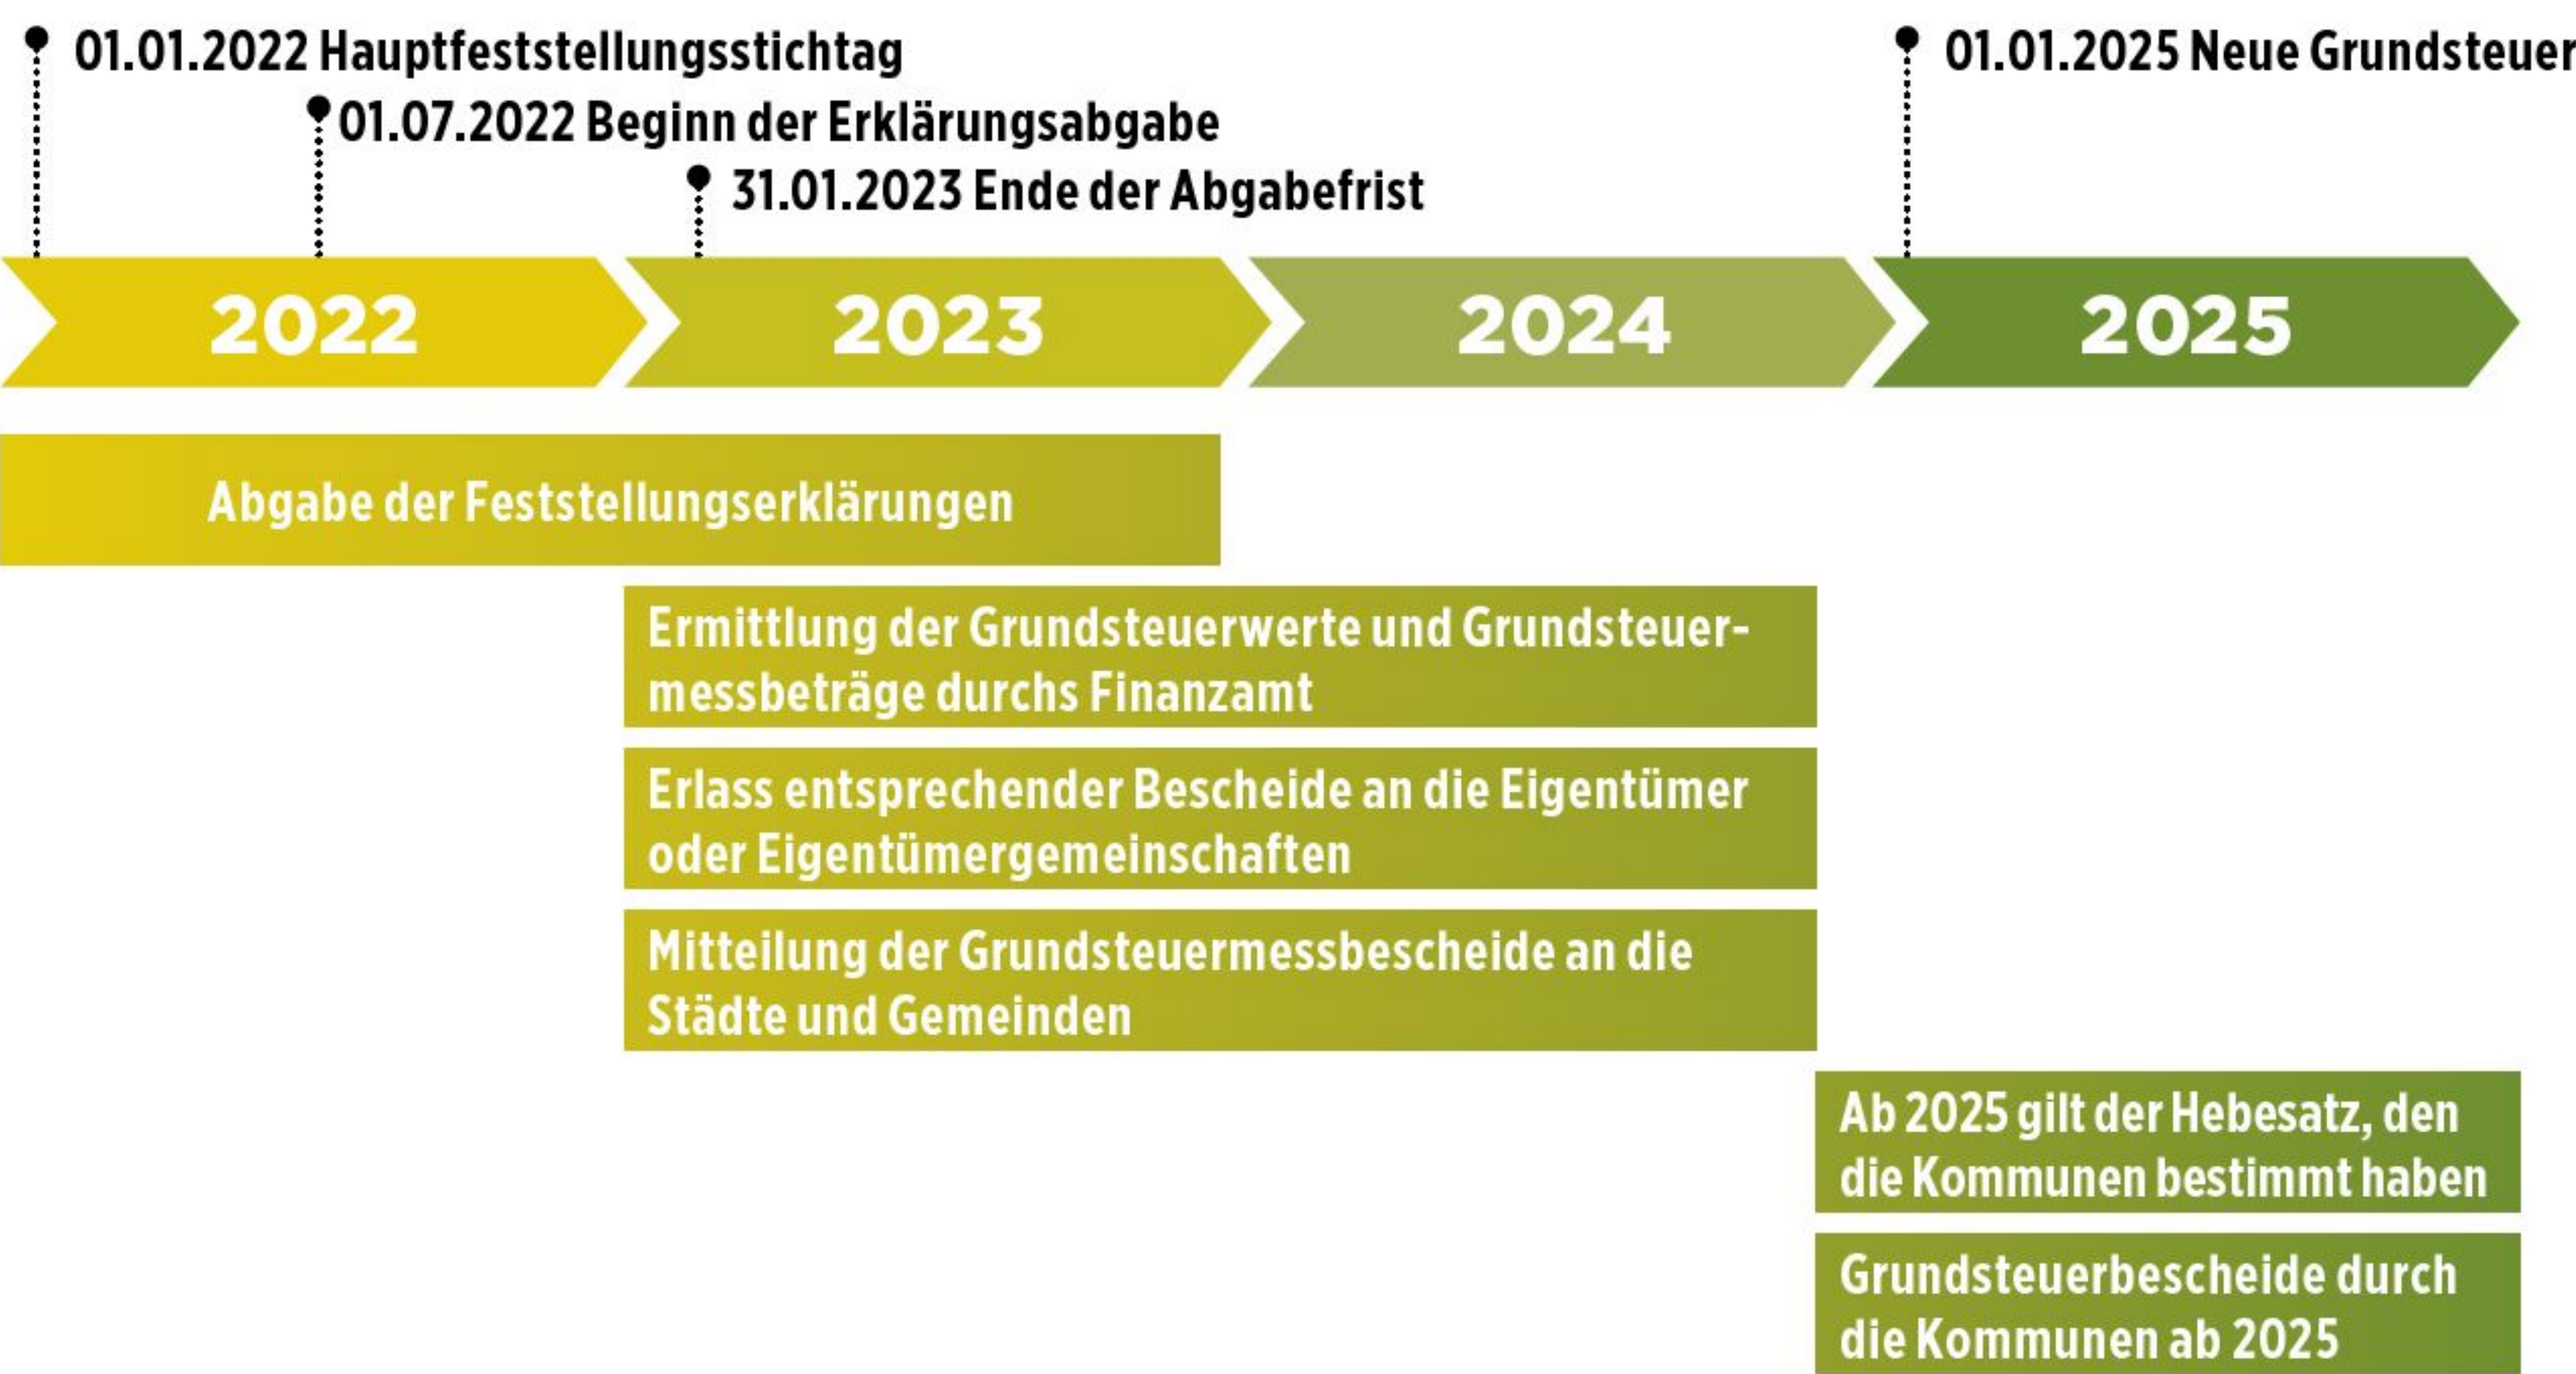 01.01.2022 Hauptfeststellungsstichtag
01.01.2025 Neue Grundsteuer
01.07.2022 Beginn der Erklärungsabgabe
31.01.2023 Ende der Abgabefrist
2022
2023
2024
2025
Abgabe der Feststellungserklärungen
Ermittlung der Grundsteuerwerte und Grundsteuer-
messbeträge durchs Finanzamt
Erlass entsprechender Bescheide an die Eigentümer
oder Eigentümergemeinschaften
Mitteilung der Grundsteuermessbescheide an die
Städte und Gemeinden
Ab 2025 gilt der Hebesatz, den
die Kommunen bestimmt haben
Grundsteuerbescheide durch
die Kommunen ab 2025